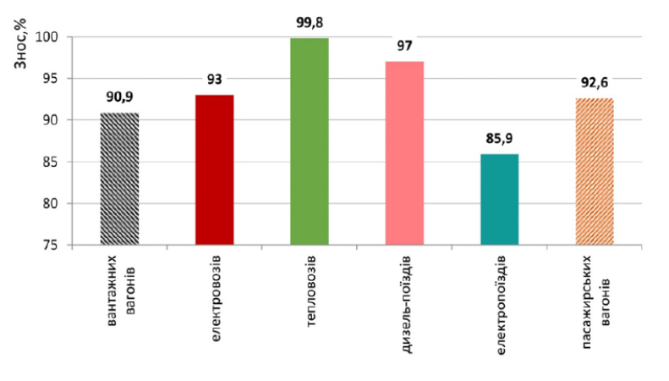 Знос,%
100
95
90
85
80
75
90,9
93
99,8
97
85,9
92,6
вантажних
вагонів
електровозів
тепловозів
дизель-поїздів
електропоїздів
пасажирських
вагонів